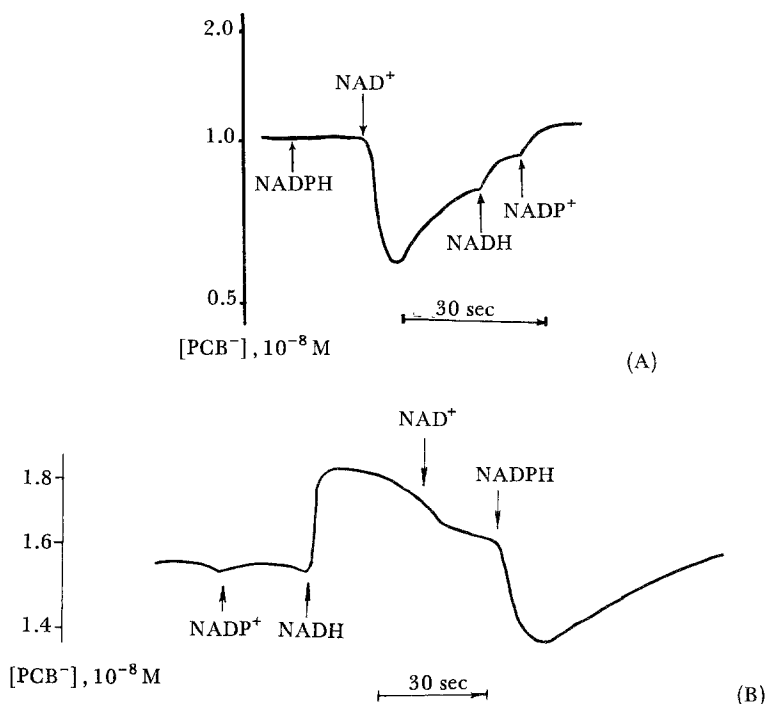 2.0
NAD⁺
1.0
NADPH
NADP⁺
NADH
0.5
30 sec
[PCB⁻], 10⁻⁸ M
(A)
NAD⁺
1.8
NADPH
1.6
NADP⁺ NADH
1.4
[PCB⁻], 10⁻⁸ M
30 sec
(B)